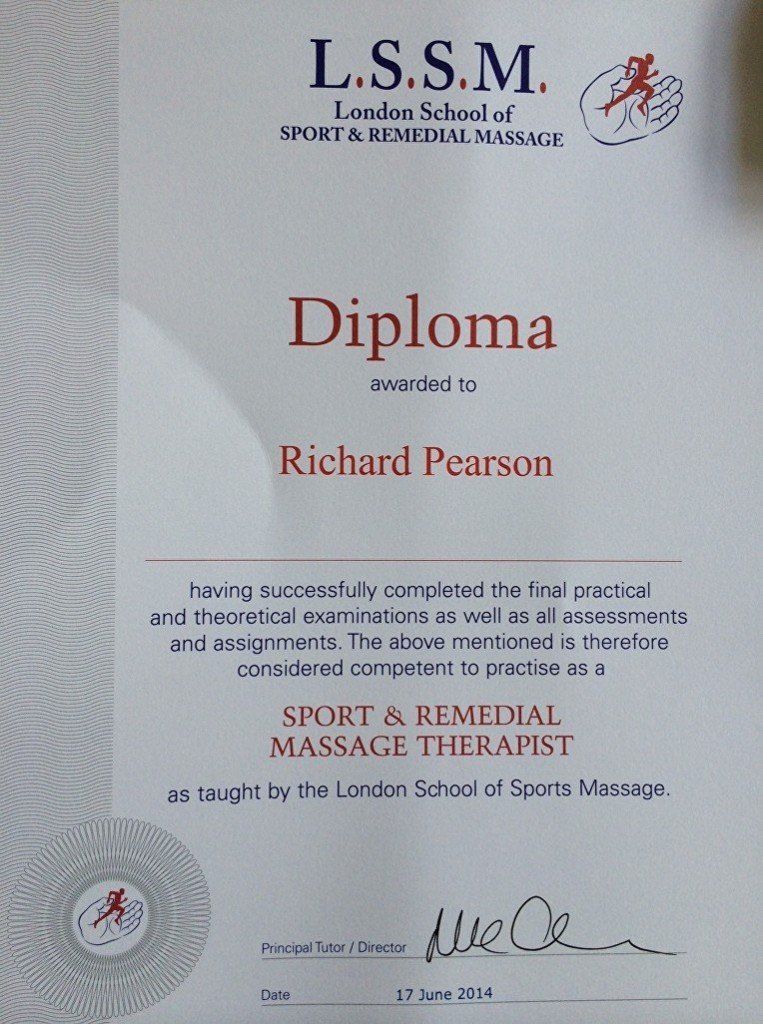 L.S.S.M.
London School of
SPORT & REMEDIAL MASSAGE
Diploma
awarded to
Richard Pearson
having successfully completed the final practical
and theoretical examinations as well as all assessments
and assignments. The above mentioned is therefore
considered competent to practise as a
SPORT & REMEDIAL
MASSAGE THERAPIST
as taught by the London School of Sports Massage.
Principal Tutor / Director
Date 17 June 2014